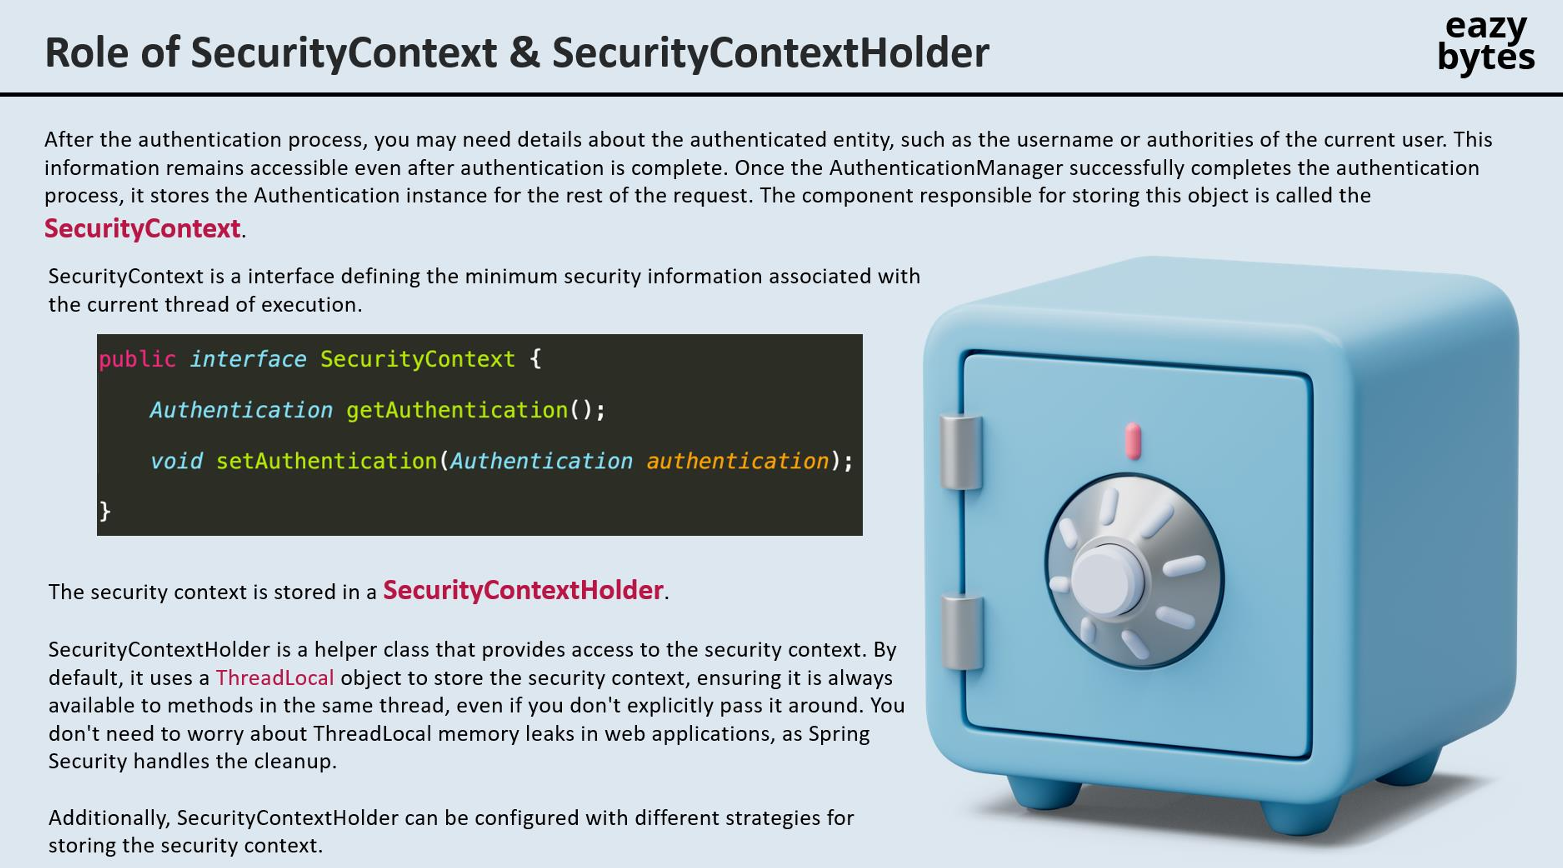 Role of SecurityContext & SecurityContextHolder
eazy
bytes
After the authentication process, you may need details about the authenticated entity, such as the username or authorities of the current user. This
information remains accessible even after authentication is complete. Once the AuthenticationManager successfully completes the authentication
process, it stores the Authentication instance for the rest of the request. The component responsible for storing this object is called the
SecurityContext.
SecurityContext is a interface defining the minimum security information associated with
the current thread of execution.
public interface SecurityContext {
    Authentication getAuthentication();
    void setAuthentication(Authentication authentication);
}
The security context is stored in a SecurityContextHolder.
SecurityContextHolder is a helper class that provides access to the security context. By
default, it uses a ThreadLocal object to store the security context, ensuring it is always
available to methods in the same thread, even if you don't explicitly pass it around. You
don't need to worry about ThreadLocal memory leaks in web applications, as Spring
Security handles the cleanup.
Additionally, SecurityContextHolder can be configured with different strategies for
storing the security context.